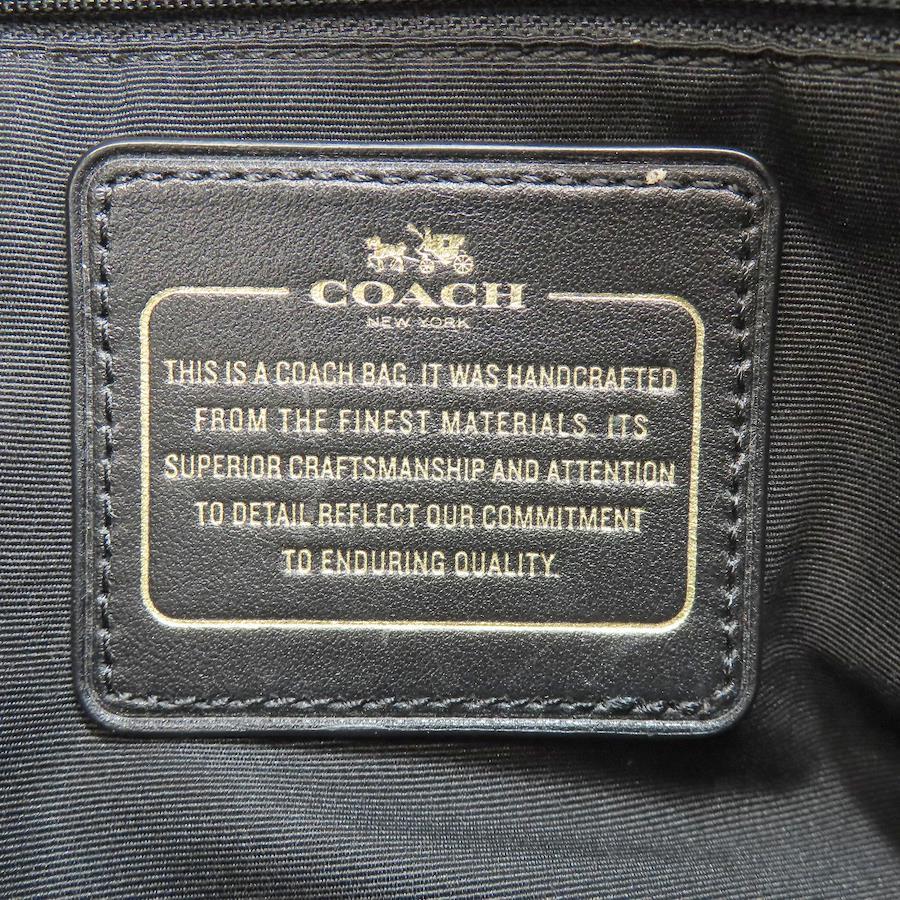 COACH
NEW YORK
THIS IS A COACH BAG. IT WAS HANDCRAFTED
FROM THE FINEST MATERIALS. ITS
SUPERIOR CRAFTSMANSHIP AND ATTENTION
TO DETAIL REFLECT OUR COMMITMENT
TO ENDURING QUALITY.